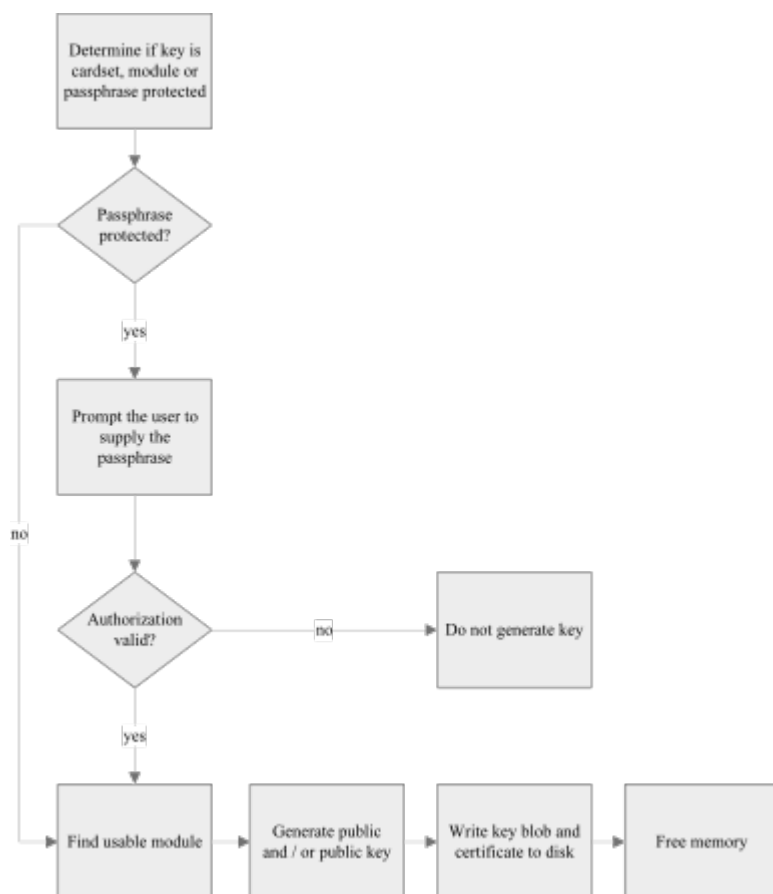 Determine if key is
cardset, module or
passphrase protected
Passphrase
protected?
yes
Prompt the user to
supply the
passphrase
no
Authorization
valid?
no
Do not generate key
yes
Find usable module
Generate public
and / or public key
Write key blob and
certificate to disk
Free memory